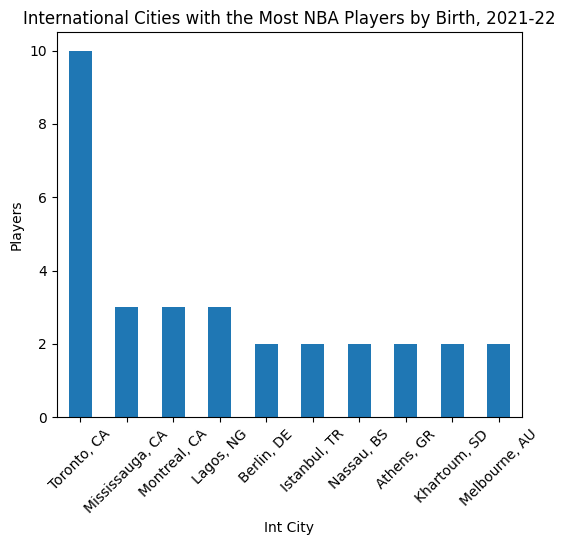 International Cities with the Most NBA Players by Birth, 2021-22
10
8
6
4
2
0
Players
Toronto, CA
Mississauga, CA
Montreal, CA
Lagos, NG
Berlin, DE
Istanbul, TR
Nassau, BS
Athens, GR
Khartoum, SD
Melbourne, AU
Int City